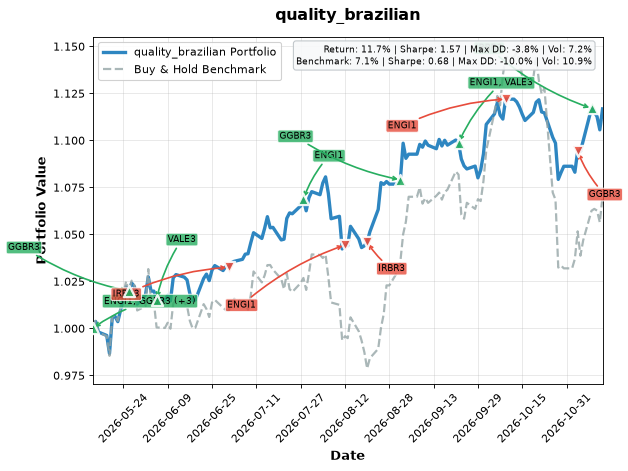 quality_brazilian
quality_brazilian Portfolio
Buy & Hold Benchmark
Return: 11.7% | Sharpe: 1.57 | Max DD: -3.8% | Vol: 7.2%
Benchmark: 7.1% | Sharpe: 0.68 | Max DD: -10.0% | Vol: 10.9%
1.150
1.125
1.100
1.075
1.050
1.025
1.000
0.975
Portfolio Value
ENGI1, VALE3
ENGI1
GGBR3
ENGI1
GGBR3
VALE3
GGBR3
IRBR3
IRBR3
ENGI1, GGBR3 (+3)
ENGI1
2026-05-24
2026-06-09
2026-06-25
2026-07-11
2026-07-27
2026-08-12
2026-08-28
2026-09-13
2026-09-29
2026-10-15
2026-10-31
Date